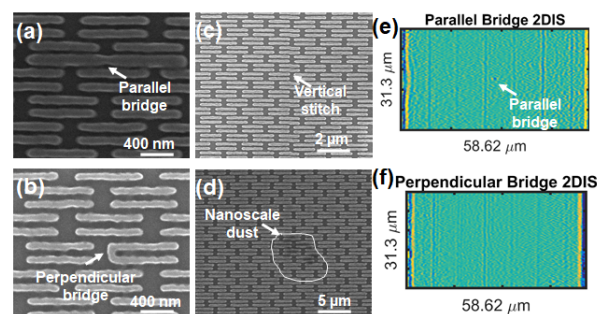 (a)
Parallel
bridge
400 nm
(b)
Perpendicular
bridge
400 nm
(c)
Vertical
stitch
2 µm
(d)
Nanoscale
dust
5 µm
(e)
Parallel Bridge 2DIS
31.3 µm
Parallel
bridge
58.62 µm
(f)
Perpendicular Bridge 2DIS
31.3 µm
58.62 µm